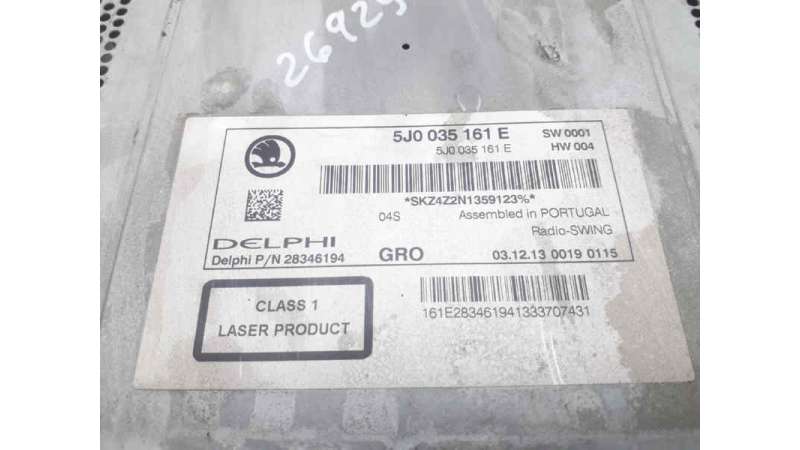 5J0 035 161 E SW 0001
5J0 035 161 E HW 004
*SKZ4Z2N1359123%*
04S Assembled in PORTUGAL
Radio-SWING
DELPHI
Delphi P/N 28346194 GRO 03.12.13 0019 0115
CLASS 1
LASER PRODUCT
161E283461941333707431